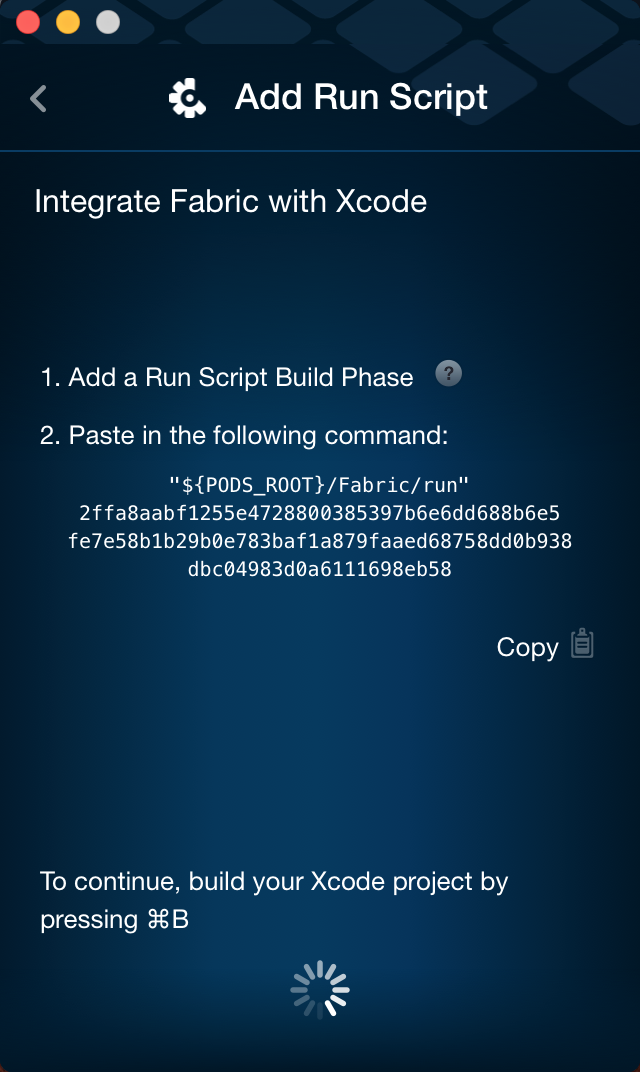 Add Run Script
Integrate Fabric with Xcode
1. Add a Run Script Build Phase ?
2. Paste in the following command:
"${PODS_ROOT}/Fabric/run"
2ffa8aabf1255e4728800385397b6e6dd688b6e5
fe7e58b1b29b0e783baf1a879faaed68758dd0b938
dbc04983d0a6111698eb58
Copy
To continue, build your Xcode project by
pressing ⌘B